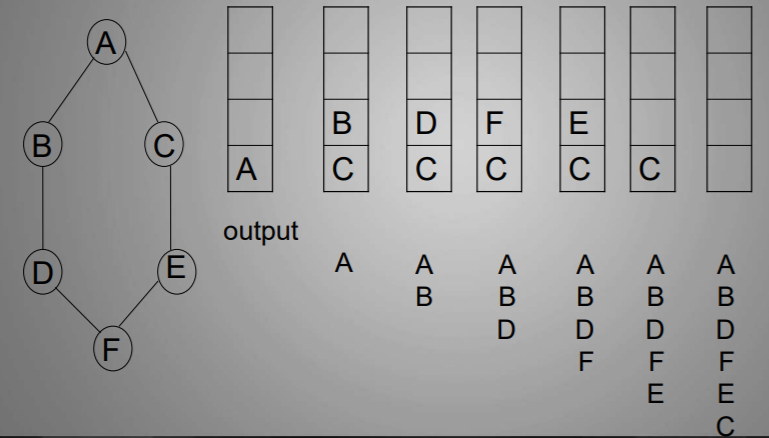 A
B C
D E
F
B D F E
A C C C C C
output
A A A A A A
B B B B B
D D D D
F F F
E E
C